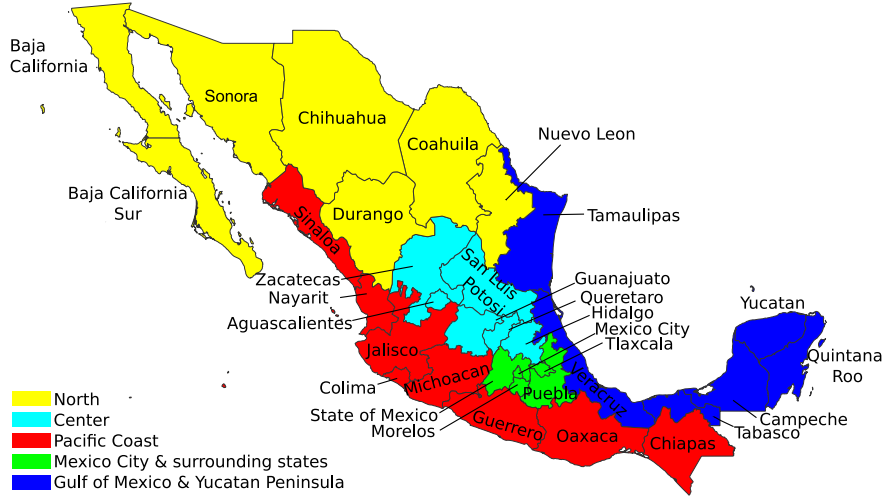 Baja
California
Sonora
Chihuahua
Coahuila
Nuevo Leon
Baja California
Sur
Sinaloa
Durango
Tamaulipas
Zacatecas
San Luis
Potosi
Guanajuato
Nayarit
Queretaro
Yucatan
Aguascalientes
Hidalgo
Mexico City
Tlaxcala
Jalisco
Quintana
Roo
Michoacan
Colima
Puebla
Veracruz
State of Mexico
Morelos
Guerrero
Oaxaca
Chiapas
Campeche
Tabasco
North
Center
Pacific Coast
Mexico City & surrounding states
Gulf of Mexico & Yucatan Peninsula